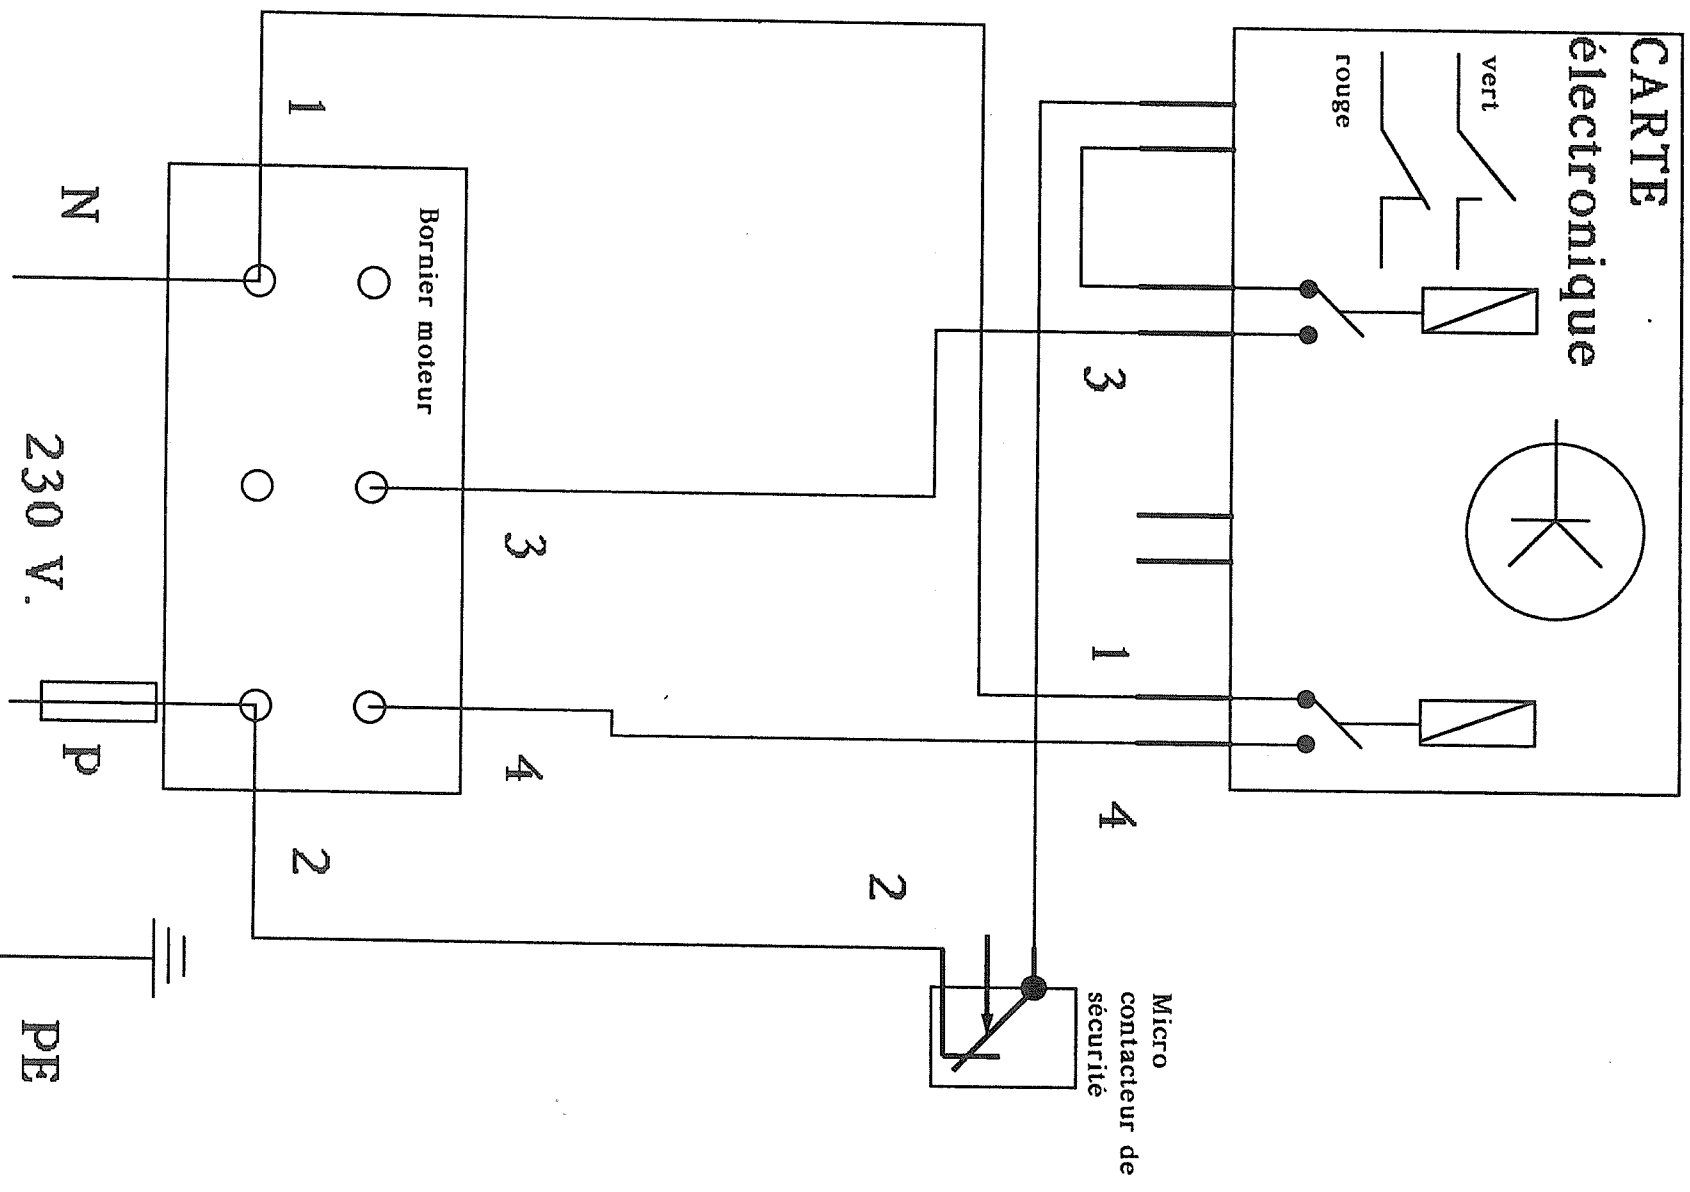 CARTE
électronique
vert
rouge
3
1
4
Micro
contacteur de
sécurité
2
Bornier moteur
3
4
1
2
N
230 V.
P
PE